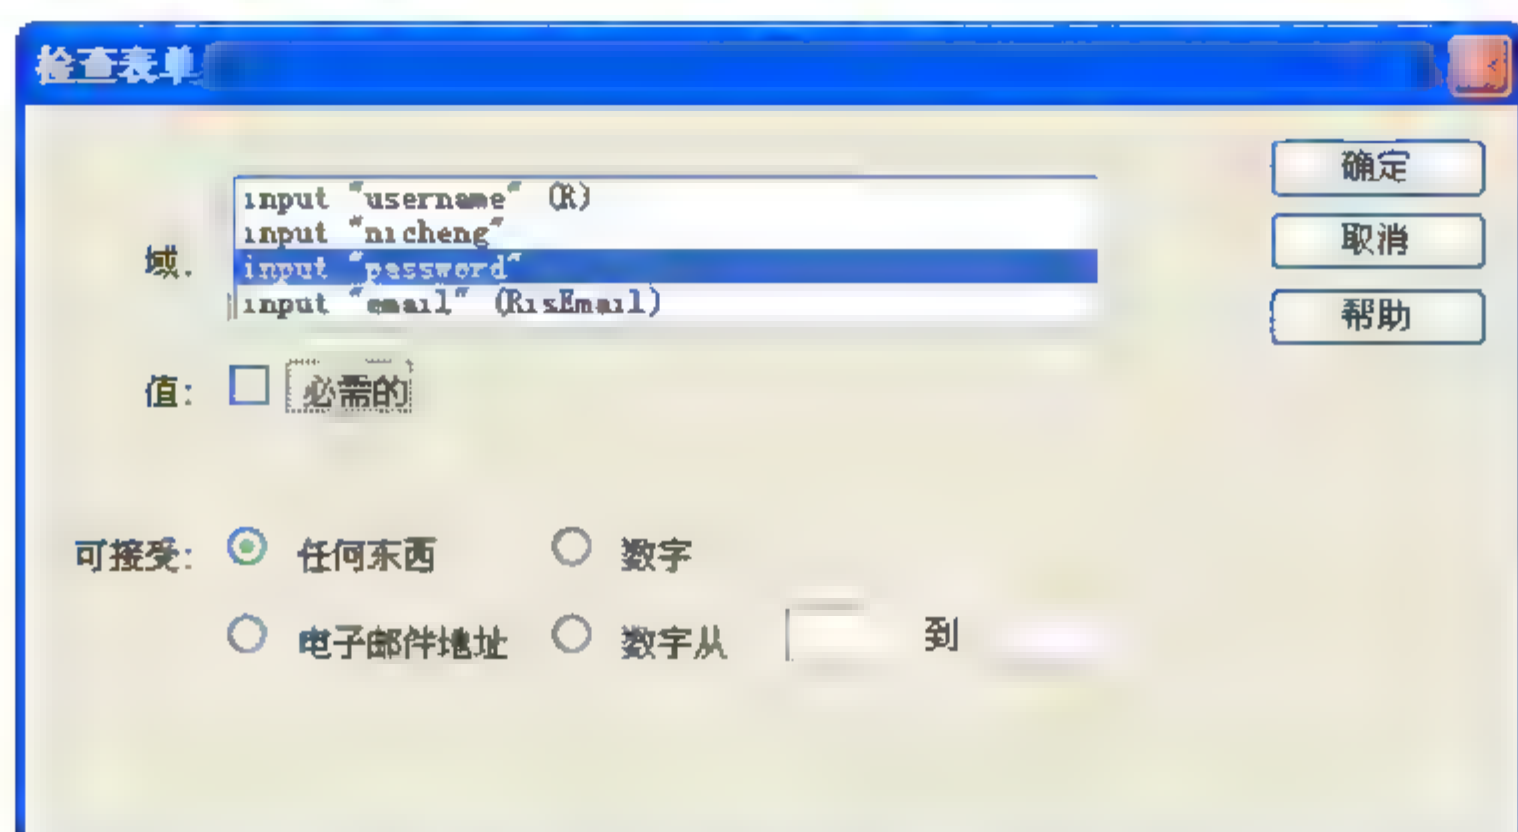 检查表单
input "username" (R)
input "nicheng"
域:
input "password"
input "email" (RisEmail)
值: 必需的
可接受: 任何东西 数字
电子邮件地址 数字从 到
确定
取消
帮助